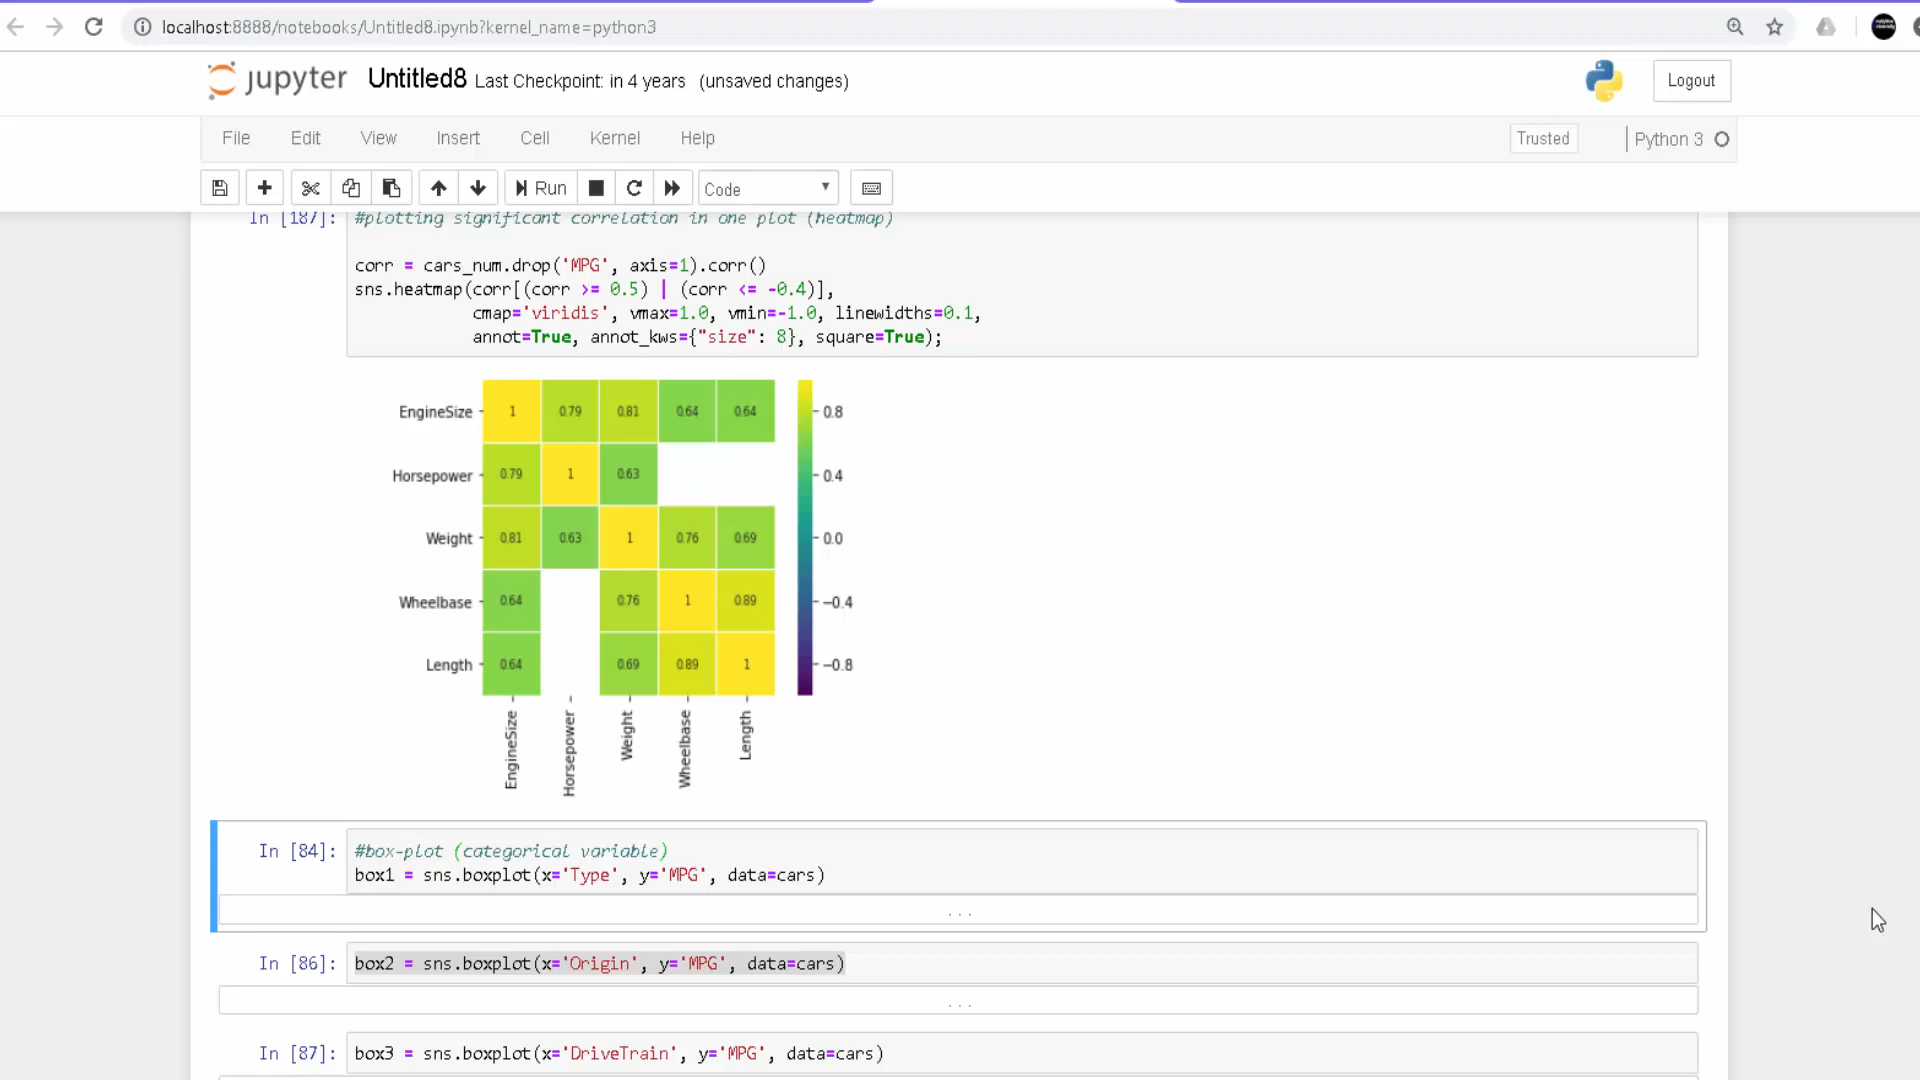 localhost:8888/notebooks/Untitled8.ipynb?kernel_name=python3
jupyter Untitled8 Last Checkpoint: in 4 years (unsaved changes)
Logout
File Edit View Insert Cell Kernel Help Trusted Python 3
Run Code
In [187]: #plotting significant correlation in one plot (heatmap)
corr = cars_num.drop('MPG', axis=1).corr()
sns.heatmap(corr[(corr >= 0.5) | (corr <= -0.4)],
cmap='viridis', vmax=1.0, vmin=-1.0, linewidths=0.1,
annot=True, annot_kws={"size": 8}, square=True);
EngineSize 1 0.79 0.81 0.64 0.64 0.8
Horsepower 0.79 1 0.63 0.4
Weight 0.81 0.63 1 0.76 0.69 0.0
Wheelbase 0.64 0.76 1 0.89 −0.4
Length 0.64 0.69 0.89 1 −0.8
EngineSize Horsepower Weight Wheelbase Length
In [84]: #box-plot (categorical variable)
box1 = sns.boxplot(x='Type', y='MPG', data=cars)
...
In [86]: box2 = sns.boxplot(x='Origin', y='MPG', data=cars)
...
In [87]: box3 = sns.boxplot(x='DriveTrain', y='MPG', data=cars)